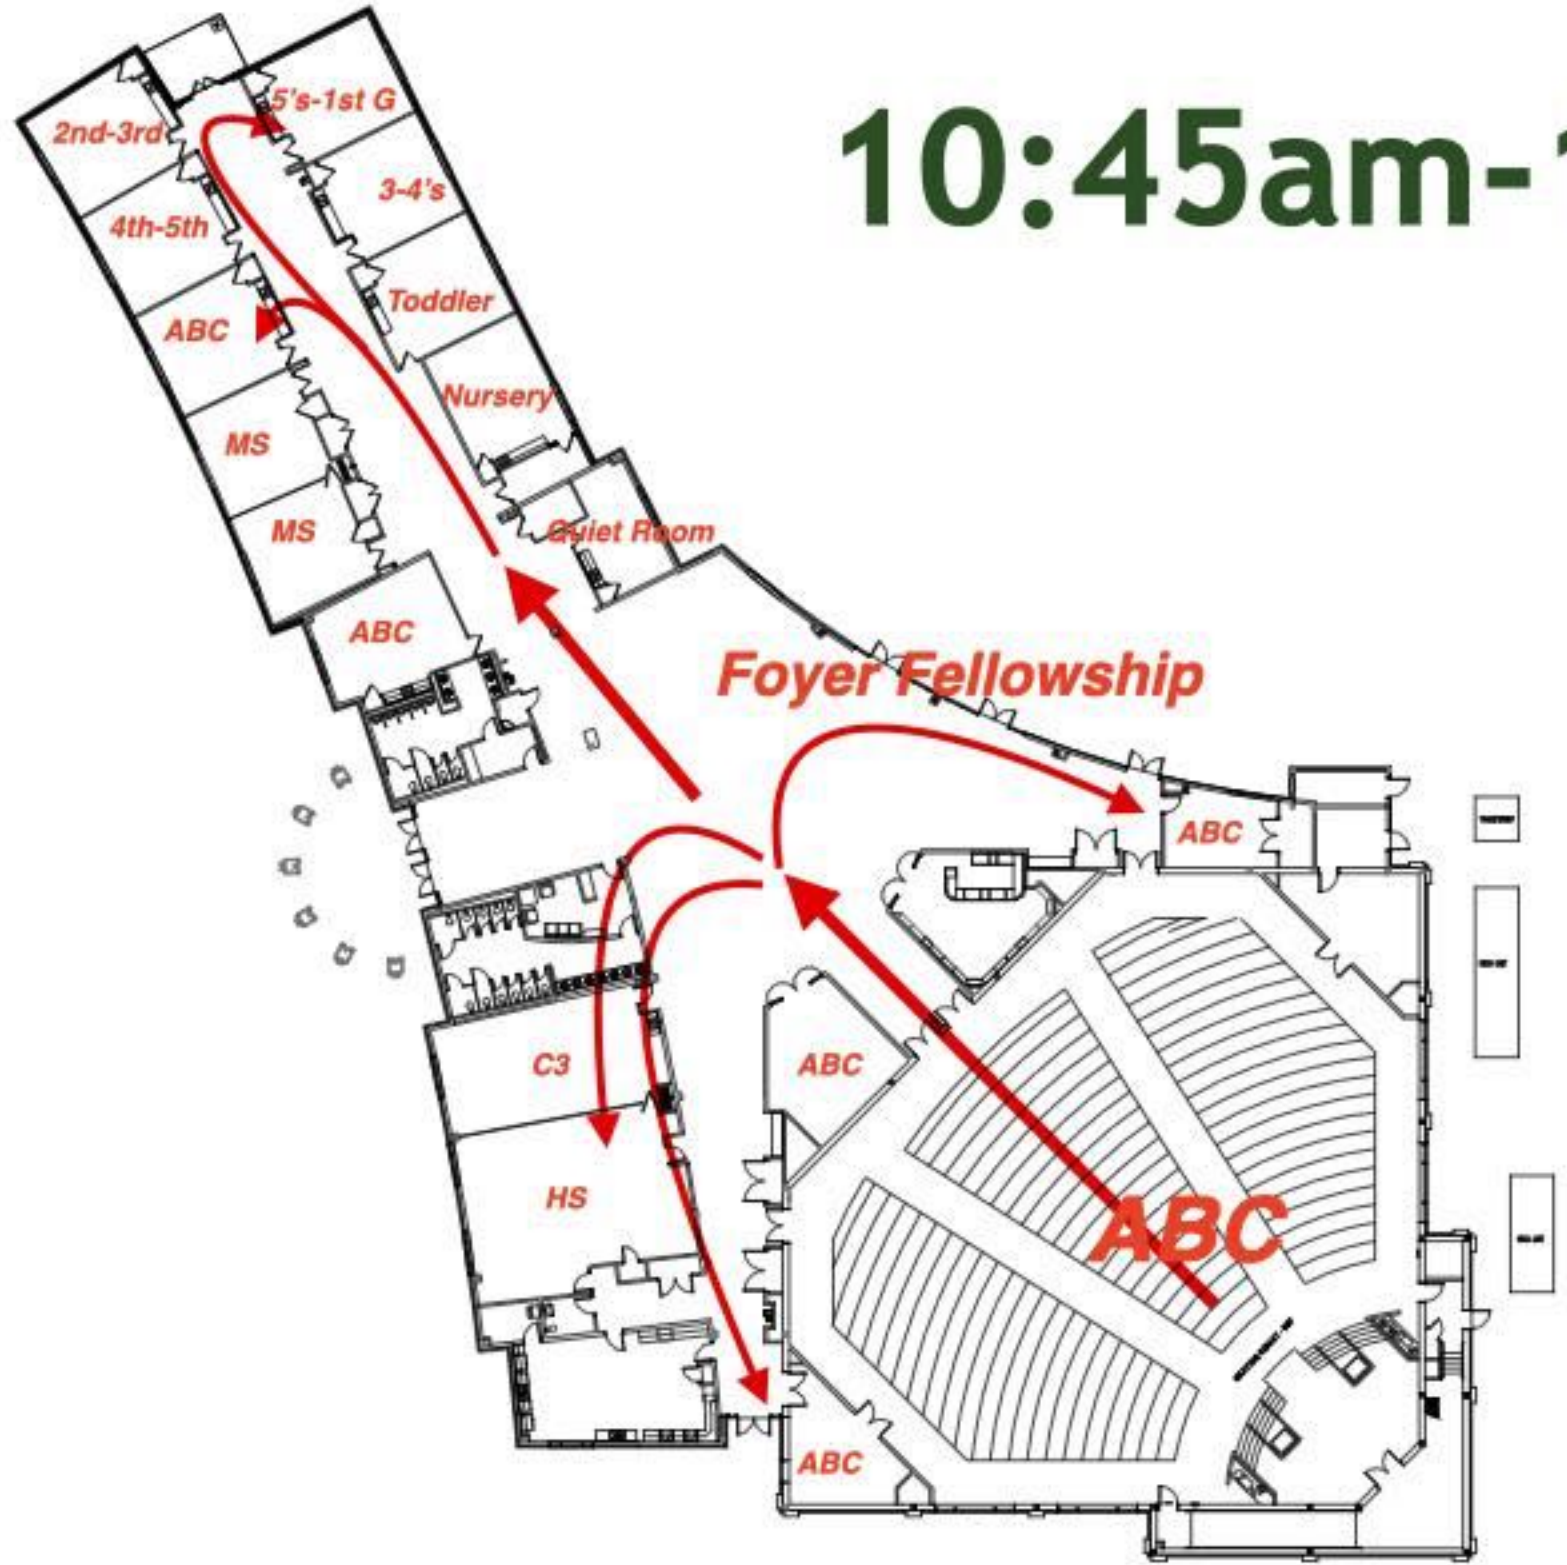 10:45am-1
5's-1st G
2nd-3rd
3-4's
4th-5th
Toddler
ABC
Nursery
MS
Quiet Room
MS
ABC
Foyer Fellowship
ABC
C3
ABC
HS
ABC
ABC